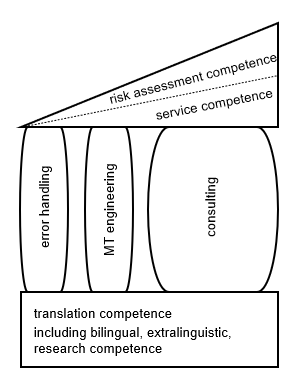 risk assessment competence
service competence
error handling
MT engineering
consulting
translation competence
including bilingual, extralinguistic,
research competence